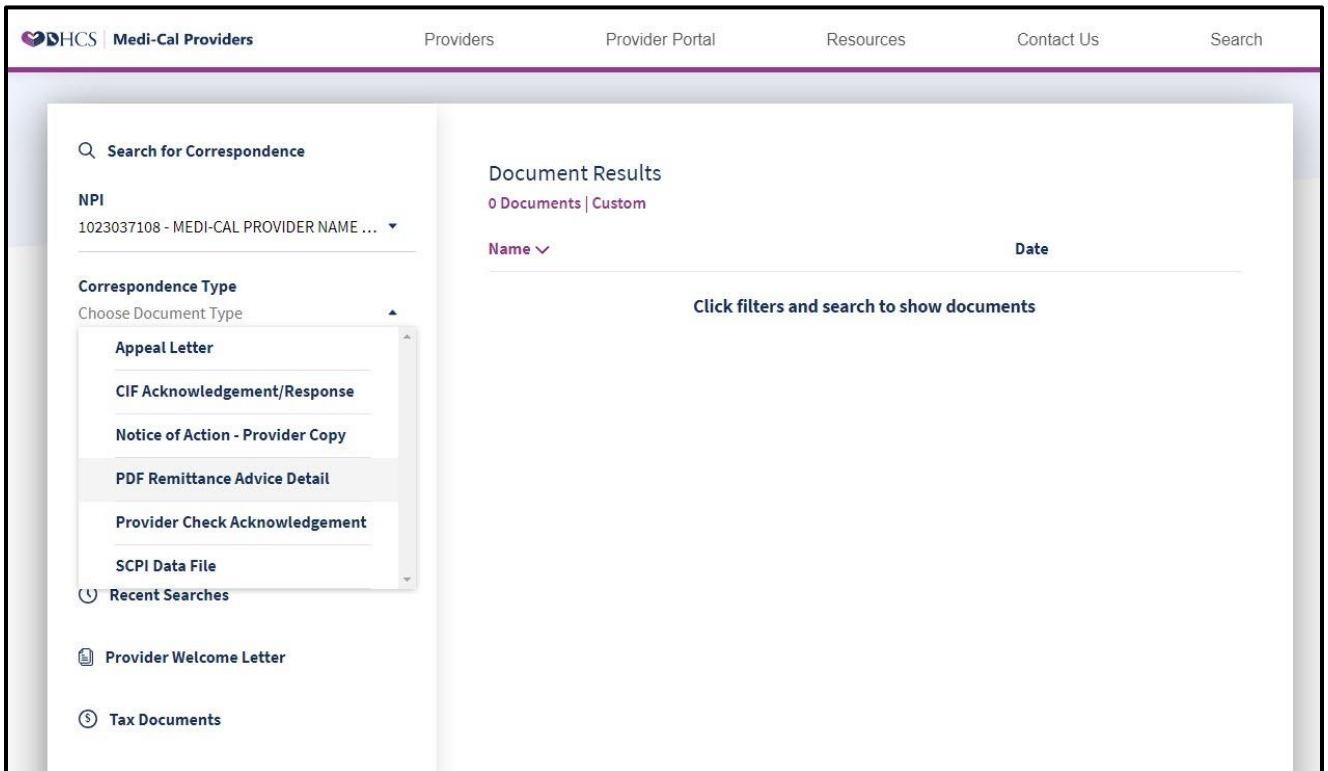 DHCS Medi-Cal Providers Providers Provider Portal Resources Contact Us Search
Search for Correspondence
NPI
1023037108 - MEDI-CAL PROVIDER NAME ...
Correspondence Type
Choose Document Type
Appeal Letter
CIF Acknowledgement/Response
Notice of Action - Provider Copy
PDF Remittance Advice Detail
Provider Check Acknowledgement
SCPI Data File
Recent Searches
Provider Welcome Letter
Tax Documents
Document Results
0 Documents | Custom
Name Date
Click filters and search to show documents